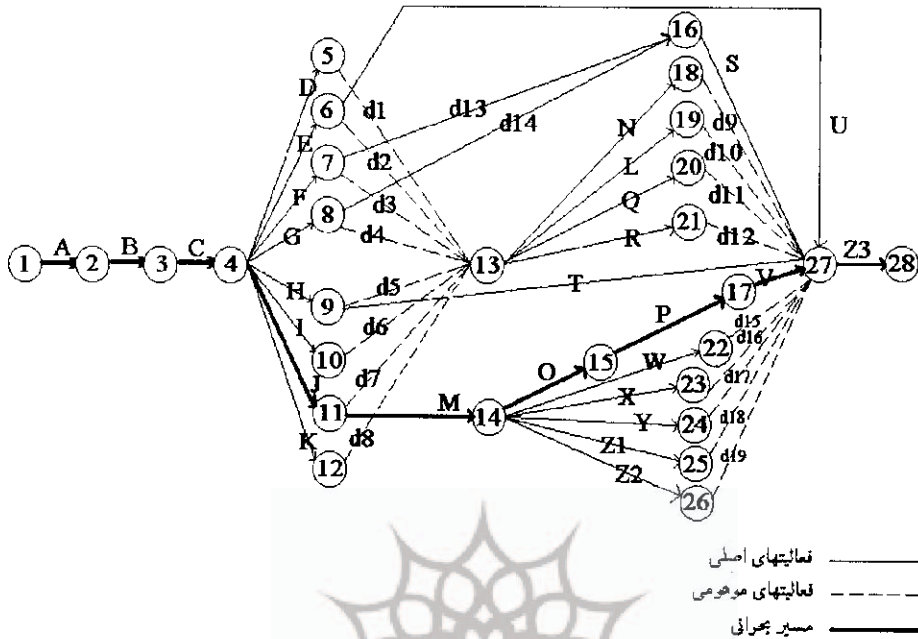 16
5
S
18
D
6
d1
d13
d14
N
19
d9
U
E
7
d2
L
20
d10
F
8
d3
Q
21
d11
G
d4
R
d12
A
B
C
1
2
3
4
13
27
Z3
28
H
9
d5
T
17
V
I
d6
P
10
15
22
d15
d16
J
d7
O
W
11
M
14
X
23
d17
K
d8
Y
24
d18
12
Z1
25
d19
Z2
26
فعالیتهای اصلی
فعالیتهای موهومی
مسیر بحرانی